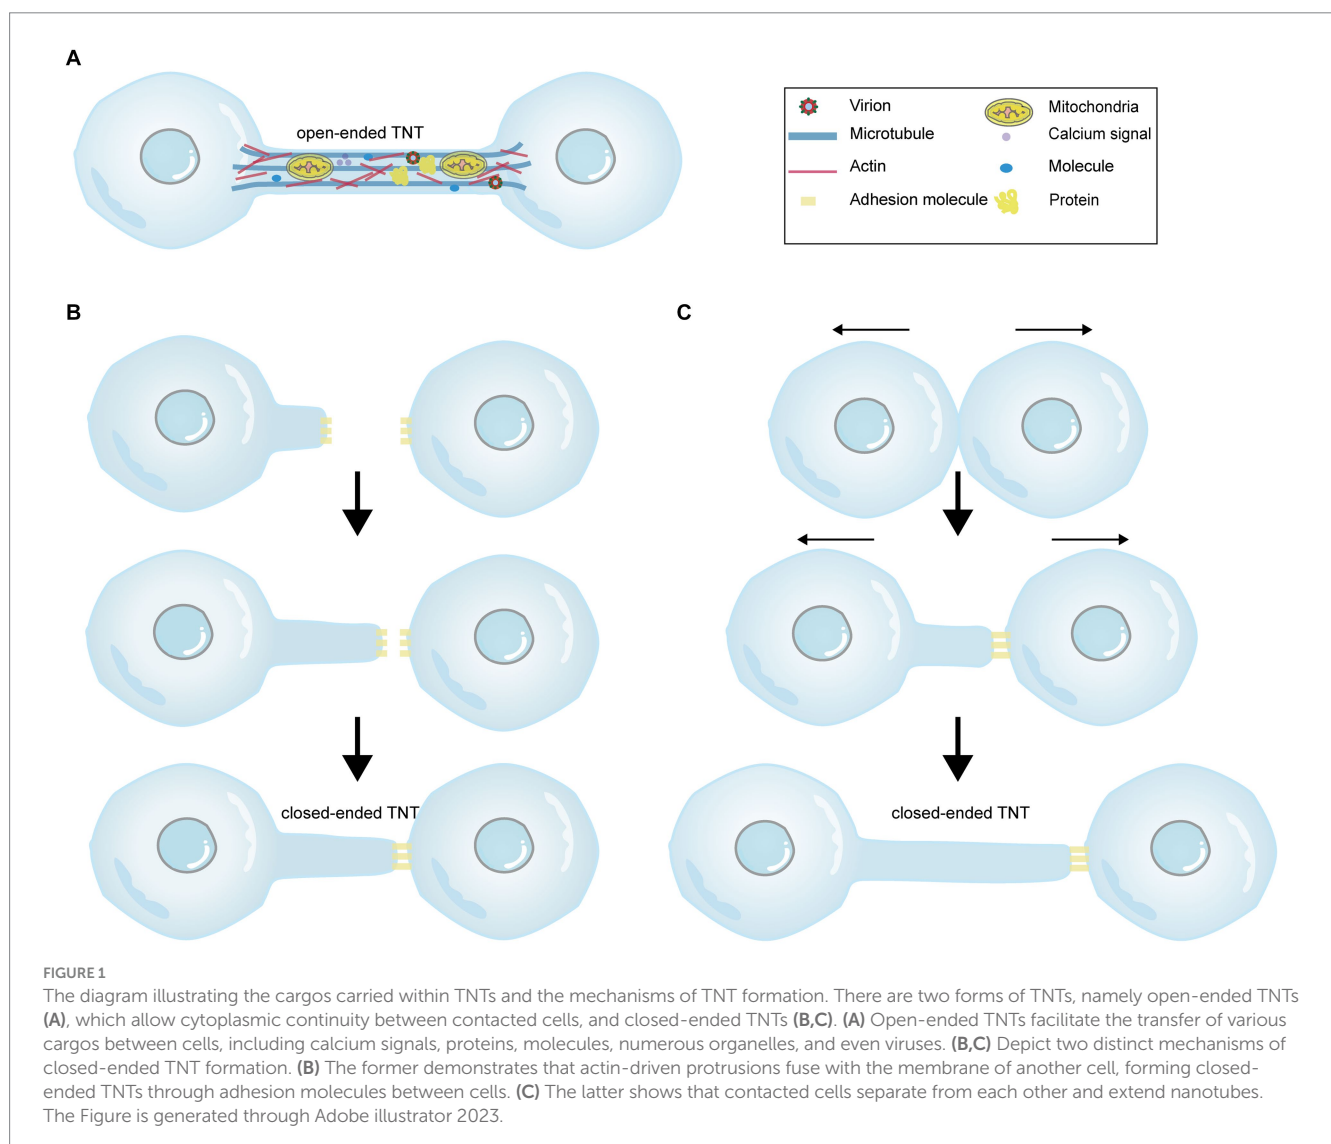 A
open-ended TNT
Virion
Mitochondria
Microtubule
Calcium signal
Actin
Molecule
Adhesion molecule
Protein
B
C
closed-ended TNT
closed-ended TNT
FIGURE 1
The diagram illustrating the cargos carried within TNTs and the mechanisms of TNT formation. There are two forms of TNTs, namely open-ended TNTs
(A), which allow cytoplasmic continuity between contacted cells, and closed-ended TNTs (B,C). (A) Open-ended TNTs facilitate the transfer of various
cargos between cells, including calcium signals, proteins, molecules, numerous organelles, and even viruses. (B,C) Depict two distinct mechanisms of
closed-ended TNT formation. (B) The former demonstrates that actin-driven protrusions fuse with the membrane of another cell, forming closed-
ended TNTs through adhesion molecules between cells. (C) The latter shows that contacted cells separate from each other and extend nanotubes.
The Figure is generated through Adobe illustrator 2023.